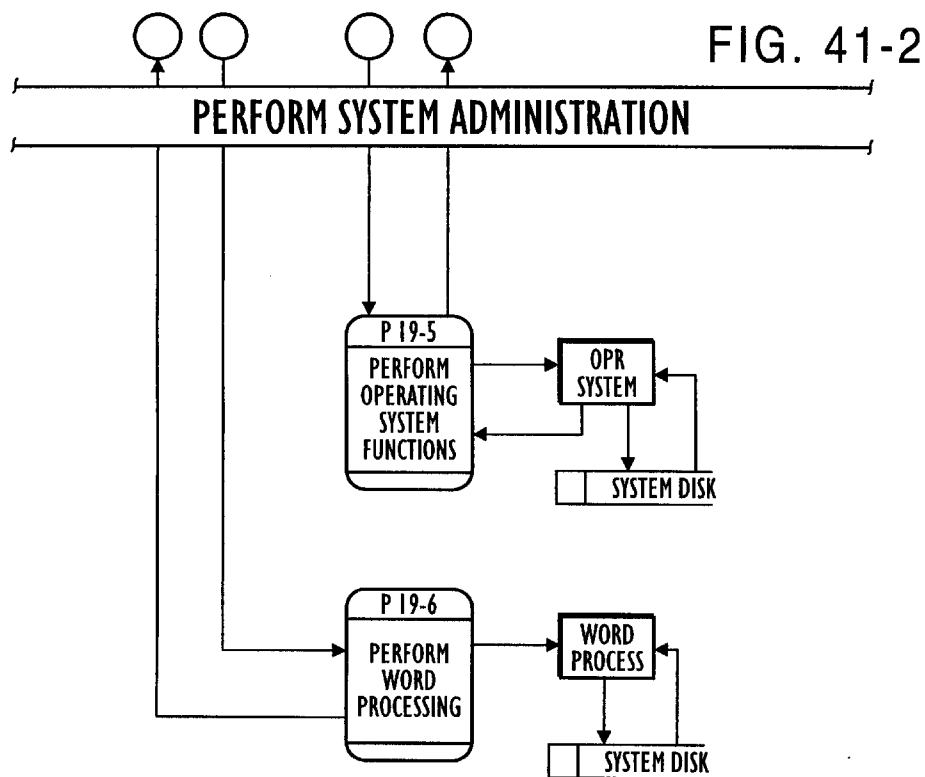 FIG. 41-2
PERFORM SYSTEM ADMINISTRATION
P 19-5
PERFORM
OPERATING
SYSTEM
FUNCTIONS
OPR
SYSTEM
SYSTEM DISK
P 19-6
PERFORM
WORD
PROCESSING
WORD
PROCESS
SYSTEM DISK